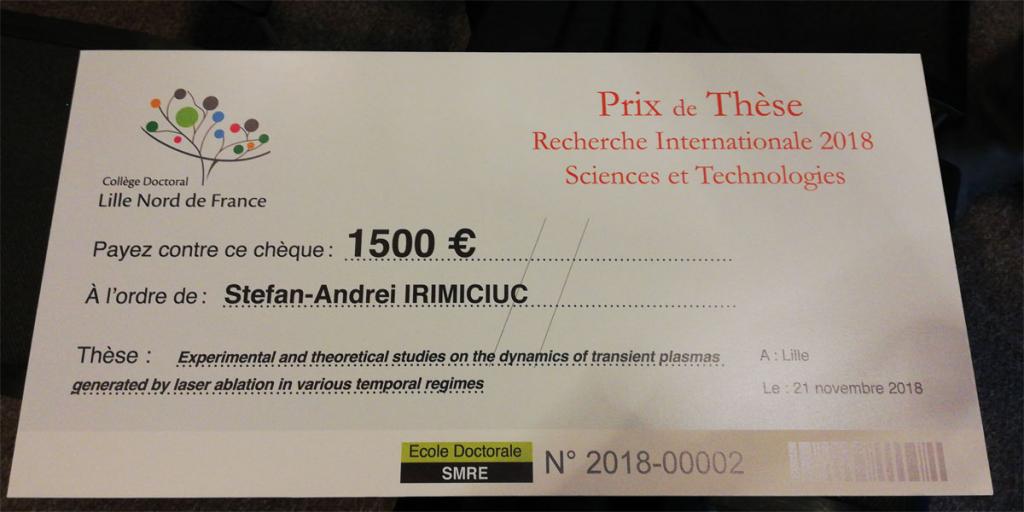 Prix de Thèse
Recherche Internationale 2018
Sciences et Technologies
Collège Doctoral
Lille Nord de France
Payez contre ce chèque : 1500 €
À l'ordre de : Stefan-Andrei IRIMICIUC
Thèse : Experimental and theoretical studies on the dynamics of transient plasmas
generated by laser ablation in various temporal regimes
A : Lille
Le : 21 novembre 2018
Ecole Doctorale
SMRE
N° 2018-00002